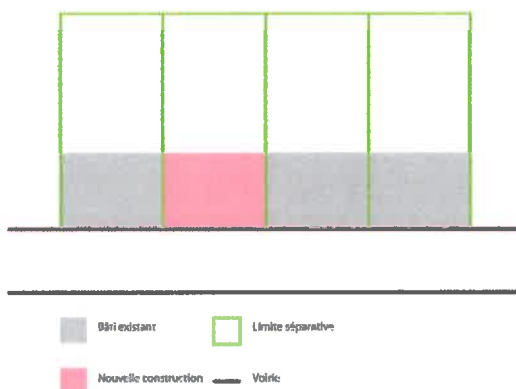 Bâti existant
Limite séparative
Nouvelle construction
Voirie